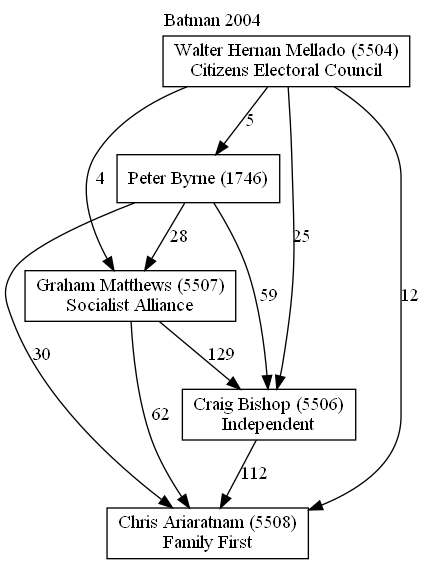 Batman 2004
Walter Hernan Mellado (5504)
Citizens Electoral Council
5
4
Peter Byrne (1746)
28
25
Graham Matthews (5507)
Socialist Alliance
59
12
30
129
62
Craig Bishop (5506)
Independent
112
Chris Ariaratnam (5508)
Family First